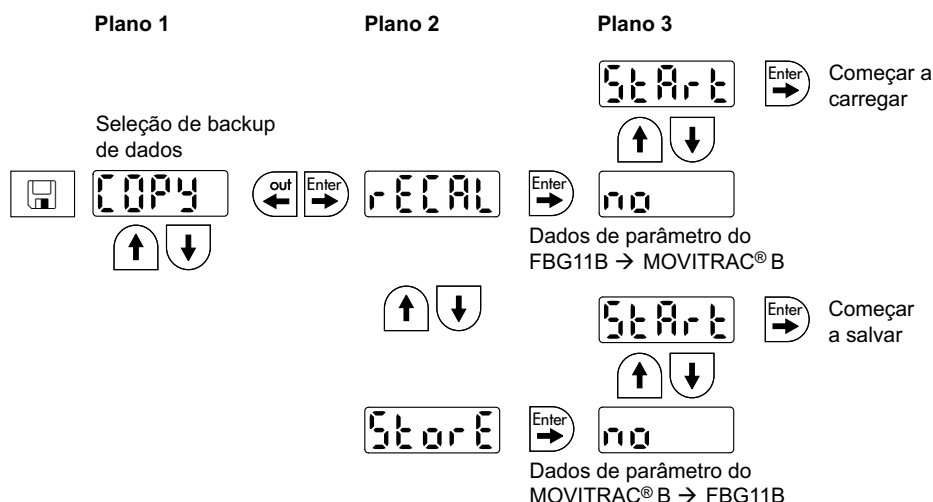 Plano 1 Plano 2 Plano 3
StArt Enter Começar a
carregar
Seleção de backup
de dados
COPY out Enter rECAL Enter no
Dados de parâmetro do
FBG11B → MOVITRAC® B
StArt Enter Começar
a salvar
StorE Enter no
Dados de parâmetro do
MOVITRAC® B → FBG11B